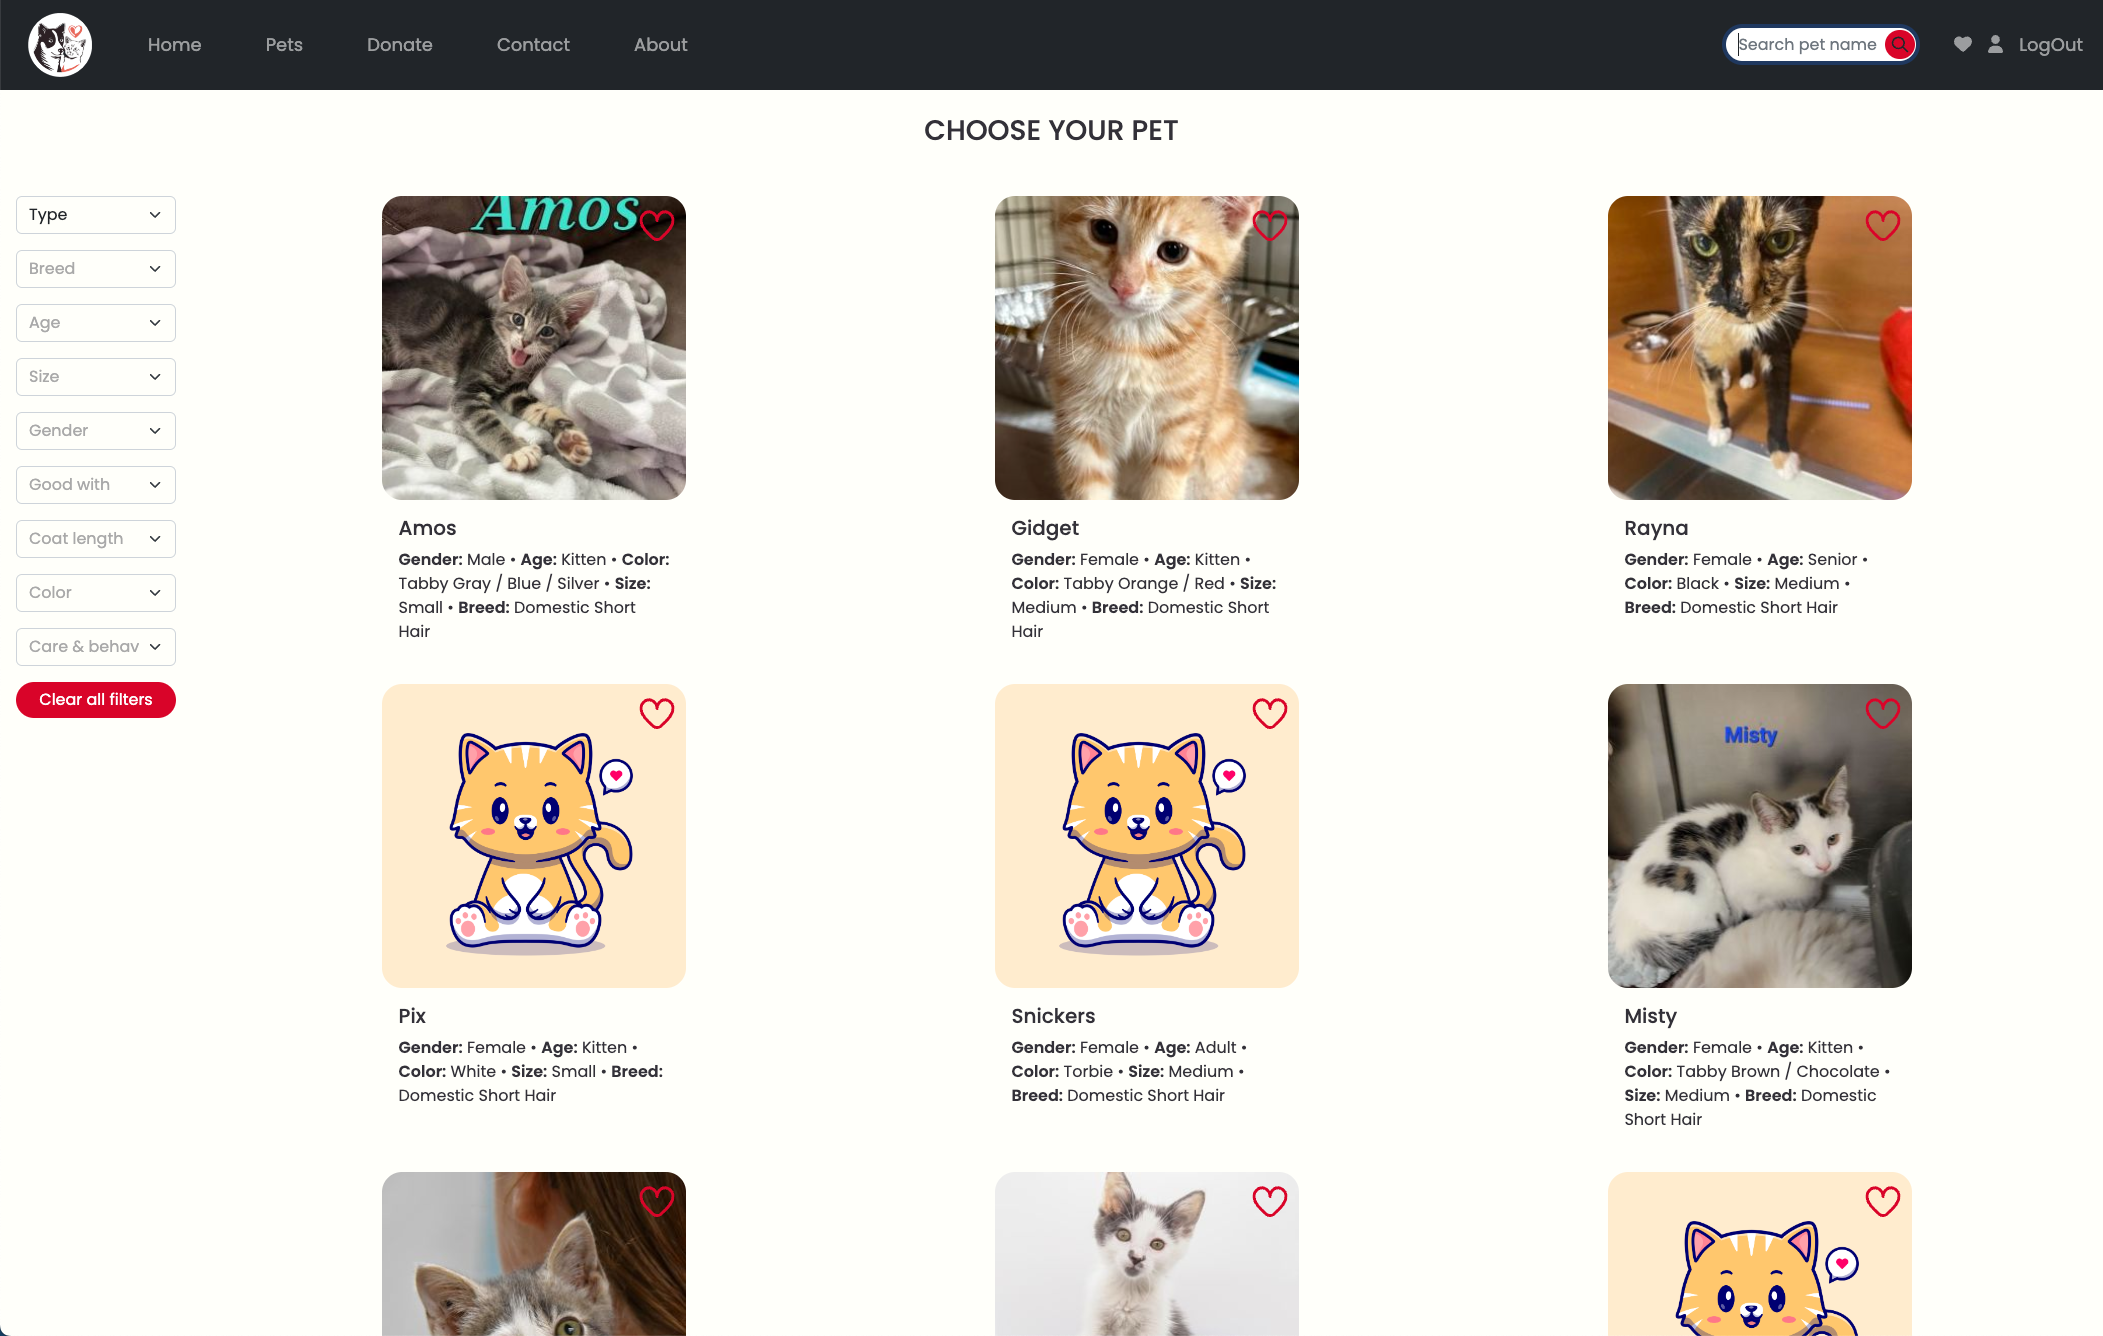 Home Pets Donate Contact About Search pet name LogOut
CHOOSE YOUR PET
Type
Breed
Age
Size
Gender
Good with
Coat length
Color
Care & behav
Clear all filters
Amos
Amos
Gender: Male • Age: Kitten • Color:
Tabby Gray / Blue / Silver • Size:
Small • Breed: Domestic Short
Hair
Gidget
Gender: Female • Age: Kitten •
Color: Tabby Orange / Red • Size:
Medium • Breed: Domestic Short
Hair
Rayna
Gender: Female • Age: Senior •
Color: Black • Size: Medium •
Breed: Domestic Short Hair
Pix
Gender: Female • Age: Kitten •
Color: White • Size: Small • Breed:
Domestic Short Hair
Snickers
Gender: Female • Age: Adult •
Color: Torbie • Size: Medium •
Breed: Domestic Short Hair
Misty
Misty
Gender: Female • Age: Kitten •
Color: Tabby Brown / Chocolate •
Size: Medium • Breed: Domestic
Short Hair